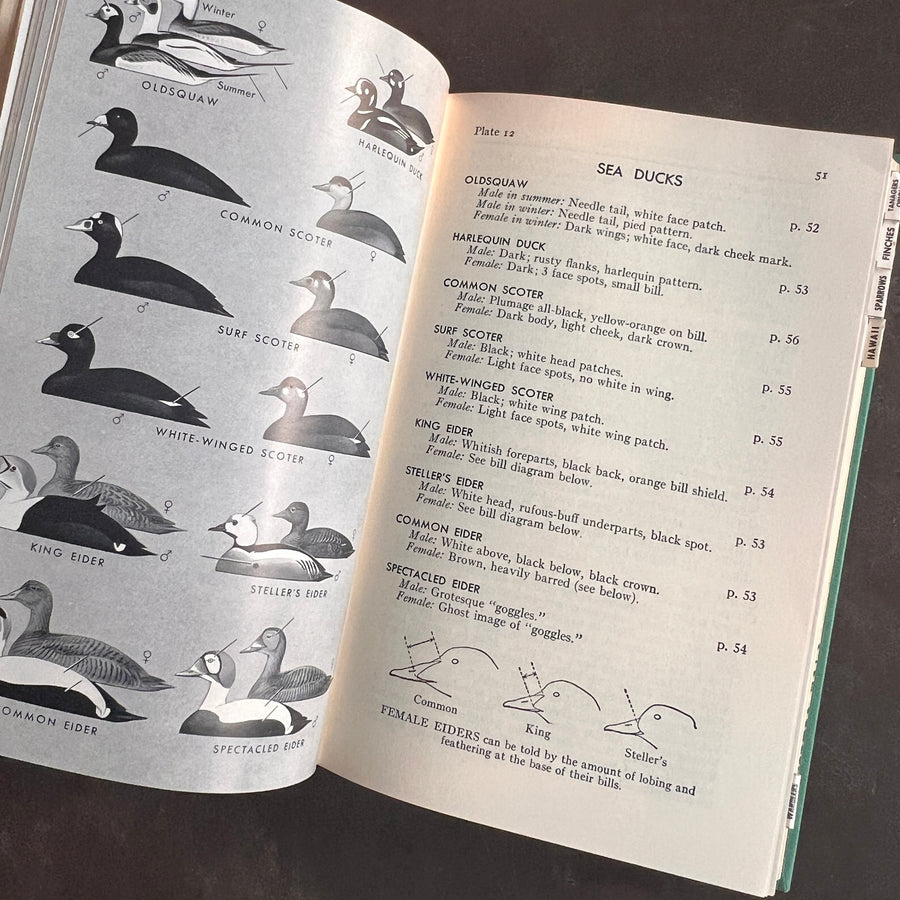 Winter
♂
♀
♂
Summer
OLDSQUAW
HARLEQUIN DUCK
♂
COMMON SCOTER
♀
♂
SURF SCOTER
♀
♂
WHITE-WINGED SCOTER
♀
♀
KING EIDER
♂
♀
♂
STELLER'S EIDER
♀
COMMON EIDER
♂
SPECTACLED EIDER
Plate 12
51
SEA DUCKS
OLDSQUAW
Male in summer: Needle tail, white face patch.
Male in winter: Needle tail, pied pattern.
Female in winter: Dark wings; white face, dark cheek mark.
p. 52
HARLEQUIN DUCK
Male: Dark; rusty flanks, harlequin pattern.
Female: Dark; 3 face spots, small bill.
p. 53
COMMON SCOTER
Male: Plumage all-black, yellow-orange on bill.
Female: Dark body, light cheek, dark crown.
p. 56
SURF SCOTER
Male: Black; white head patches.
Female: Light face spots, no white in wing.
p. 55
WHITE-WINGED SCOTER
Male: Black; white wing patch.
Female: Light face spots, white wing patch.
p. 55
KING EIDER
Male: Whitish foreparts, black back, orange bill shield.
Female: See bill diagram below.
p. 54
STELLER'S EIDER
Male: White head, rufous-buff underparts, black spot.
Female: See bill diagram below.
p. 53
COMMON EIDER
Male: White above, black below, black crown.
Female: Brown, heavily barred (see below).
p. 53
SPECTACLED EIDER
Male: Grotesque "goggles."
Female: Ghost image of "goggles."
p. 54
Common
King
Steller's
FEMALE EIDERS can be told by the amount of lobing and
feathering at the base of their bills.
TANAGERS
FINCHES
SPARROWS
HAWAII
WARBLERS